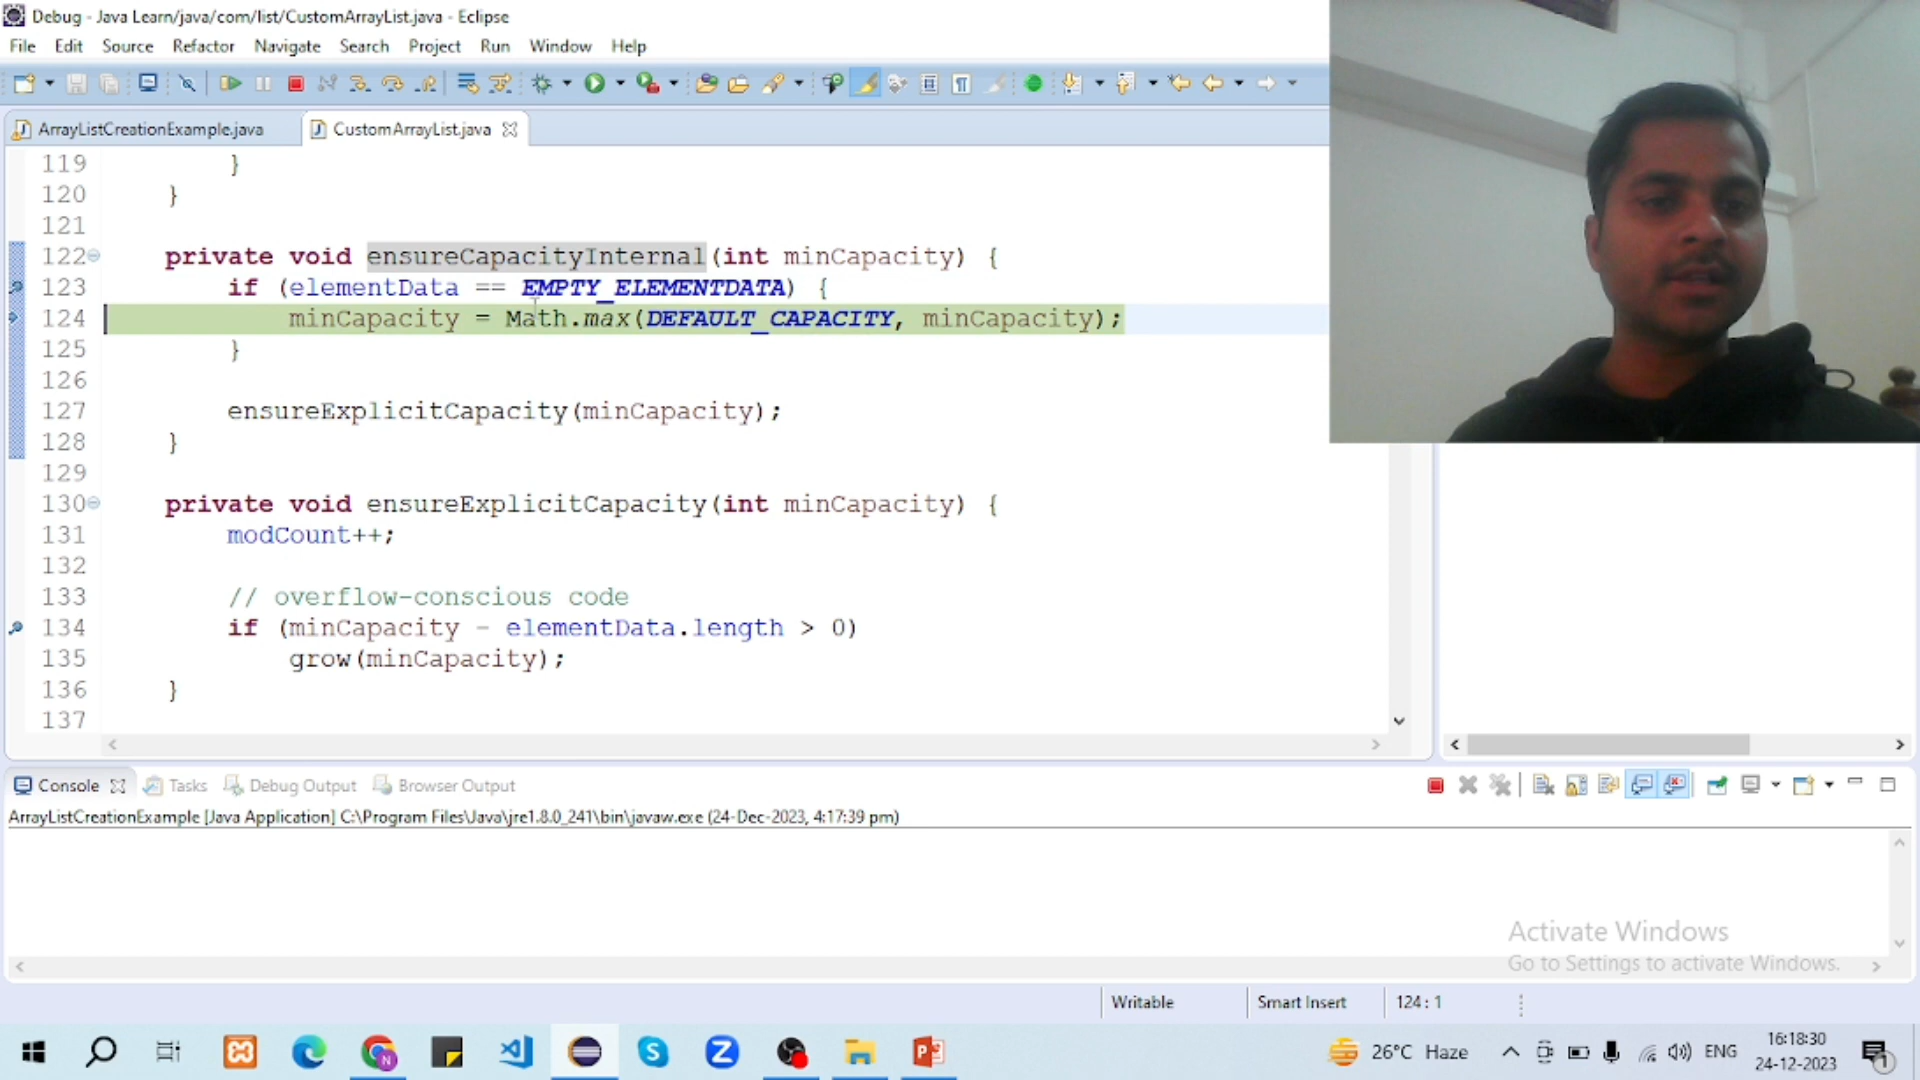 Debug - Java Learn/java/com/list/CustomArrayList.java - Eclipse
File Edit Source Refactor Navigate Search Project Run Window Help
ArrayListCreationExample.java CustomArrayList.java
119 }
120 }
121
122 private void ensureCapacityInternal(int minCapacity) {
123 if (elementData == EMPTY_ELEMENTDATA) {
124 minCapacity = Math.max(DEFAULT_CAPACITY, minCapacity);
125 }
126
127 ensureExplicitCapacity(minCapacity);
128 }
129
130 private void ensureExplicitCapacity(int minCapacity) {
131 modCount++;
132
133 // overflow-conscious code
134 if (minCapacity - elementData.length > 0)
135 grow(minCapacity);
136 }
137
Console Tasks Debug Output Browser Output
ArrayListCreationExample [Java Application] C:\Program Files\Java\jre1.8.0_241\bin\javaw.exe (24-Dec-2023, 4:17:39 pm)
Activate Windows
Go to Settings to activate Windows.
Writable Smart Insert 124 : 1
26°C Haze ENG 16:18:30
24-12-2023 1